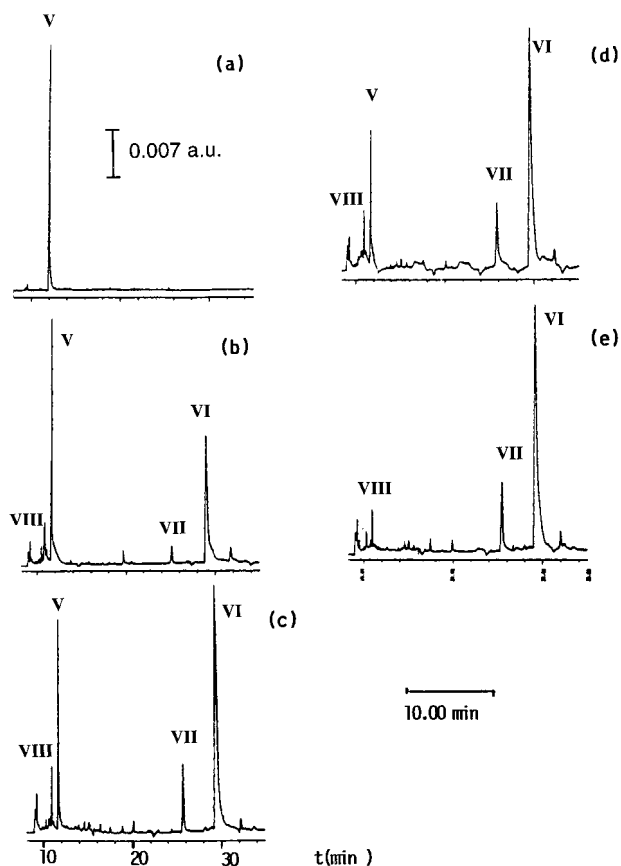 V
(a)
0.007 a.u.
V
(b)
VI
VIII
VII
V
VI
(c)
VIII
VII
10
20
30
t(min)
VI
(d)
V
VII
VIII
VI
(e)
VII
VIII
10.00 min